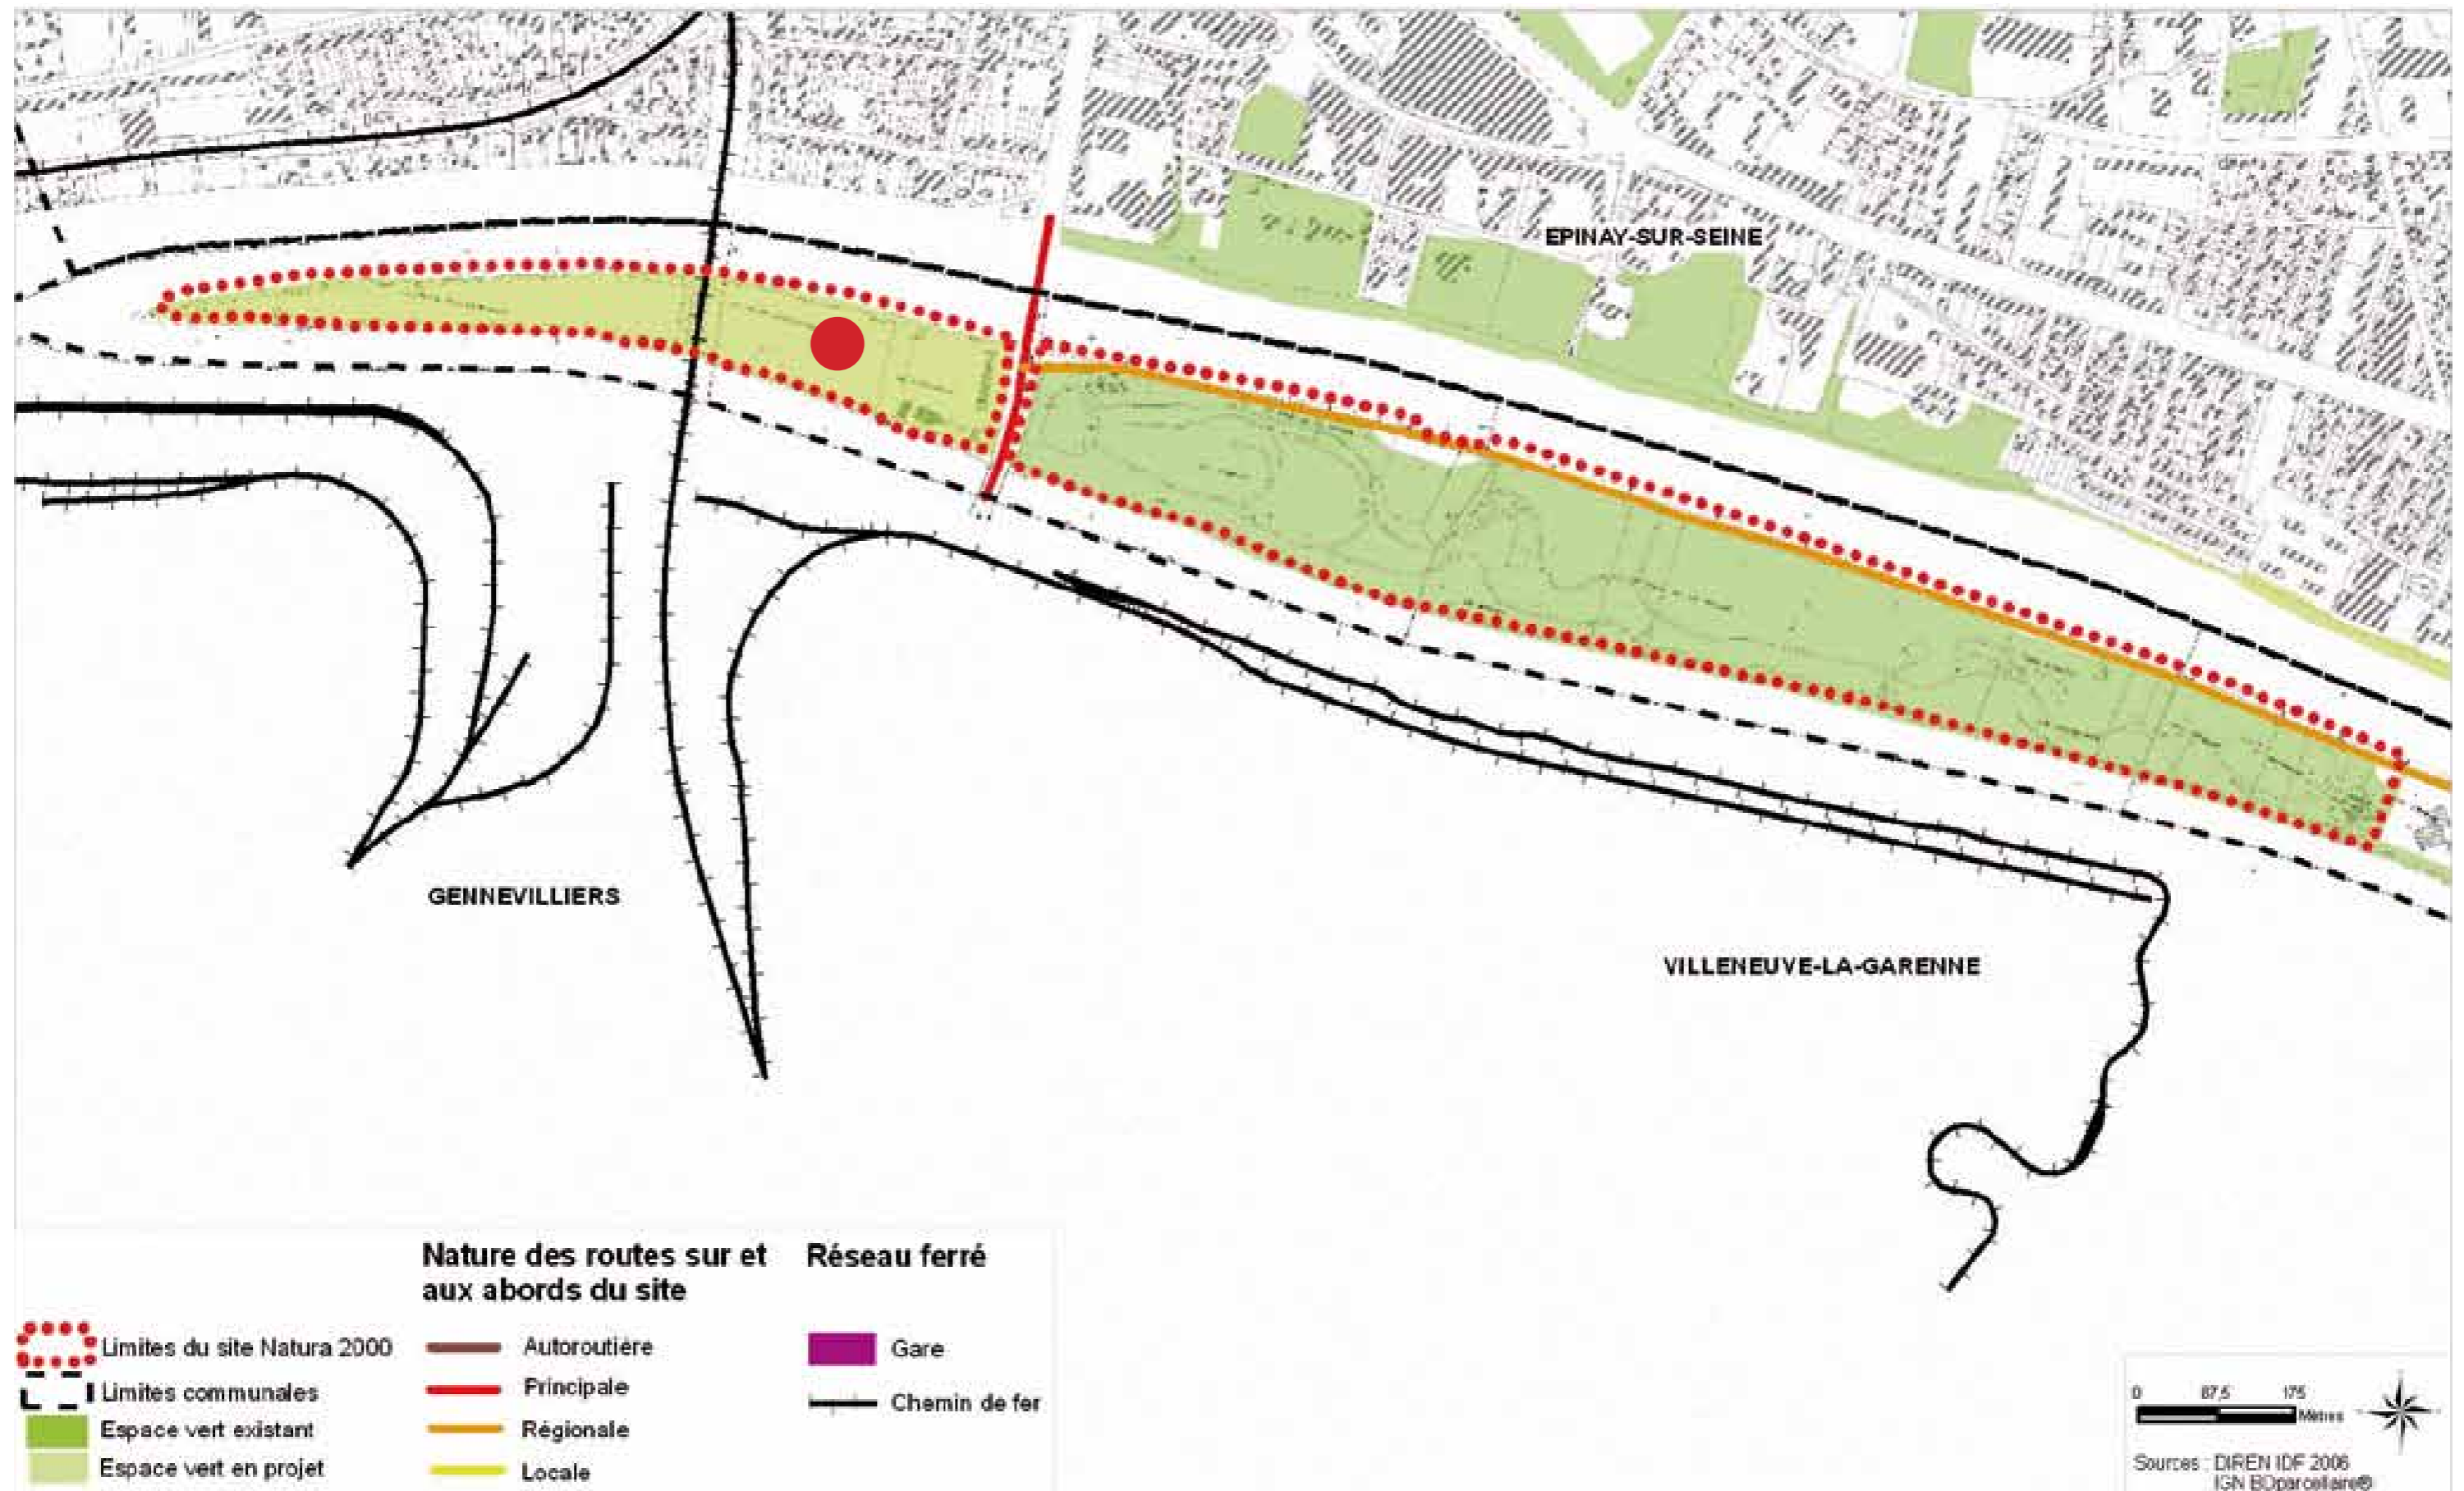 EPINAY-SUR-SEINE
GENNEVILLIERS
VILLENEUVE-LA-GARENNE
Nature des routes sur et
aux abords du site
Réseau ferré
Limites du site Natura 2000
Limites communales
Espace vert existant
Espace vert en projet
Autoroutière
Principale
Régionale
Locale
Gare
Chemin de fer
0 87,5 175
Mètres
Sources : DIREN IDF 2006
IGN BDparcellaire®